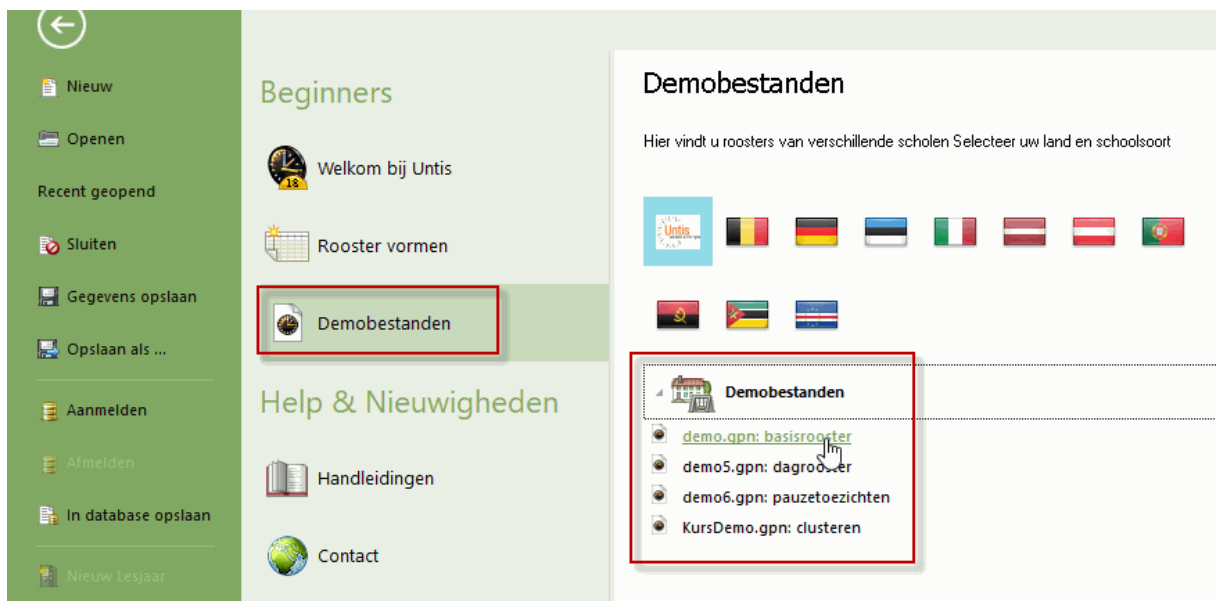 Nieuw
Openen
Recent geopend
Sluiten
Gegevens opslaan
Opslaan als ...
Aanmelden
Afmelden
In database opslaan
Nieuw Lesjaar
Beginners
18
Welkom bij Untis
Rooster vormen
Demobestanden
Help & Nieuwigheden
Handleidingen
Contact
Demobestanden
Hier vindt u roosters van verschillende scholen Selecteer uw land en schoolsoort
Untis
Demobestanden
demo.gpn: basisrooster
demo5.gpn: dagrooster
demo6.gpn: pauzetoezichten
KursDemo.gpn: clusteren